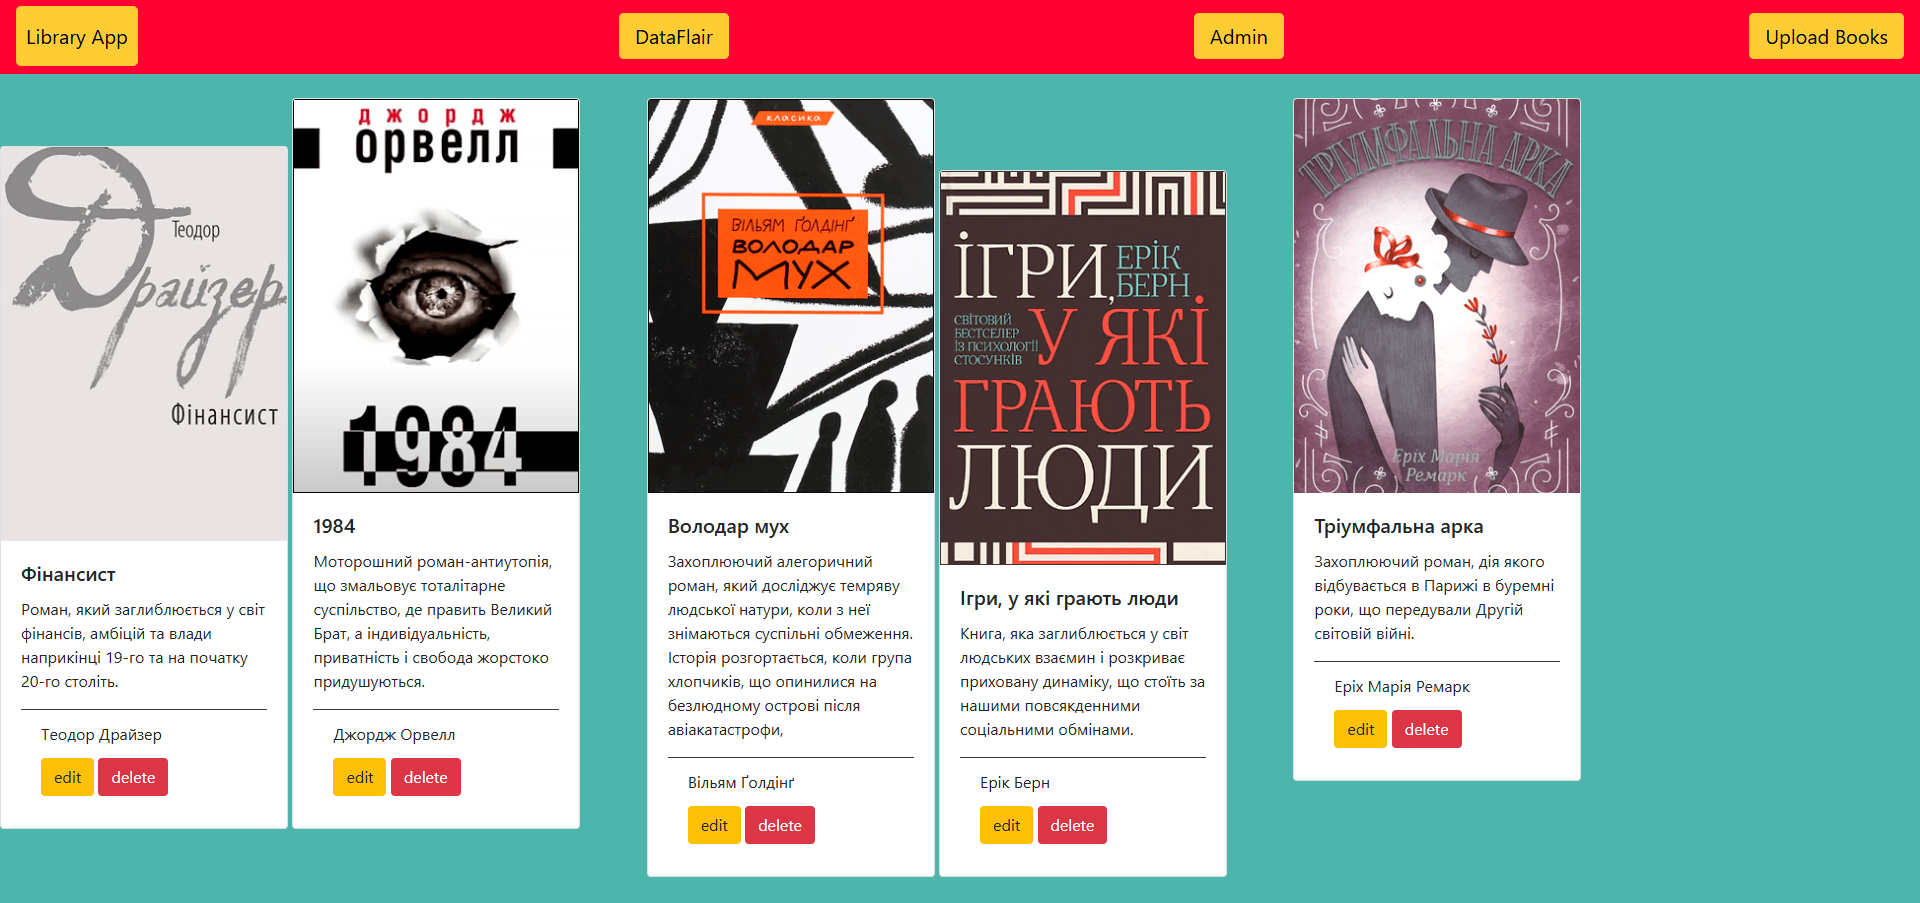 Library App
DataFlair
Admin
Upload Books
Теодор
Драйзер
Фінансист
Фінансист
Роман, який заглиблюється у світ
фінансів, амбіцій та влади
наприкінці 19-го та на початку
20-го століть.
Теодор Драйзер
edit delete
ДЖОРДЖ
ОРВЕЛЛ
1984
1984
Моторошний роман-антиутопія,
що змальовує тоталітарне
суспільство, де править Великий
Брат, а індивідуальність,
приватність і свобода жорстоко
придушуються.
Джордж Орвелл
edit delete
класика
ВІЛЬЯМ ҐОЛДІНҐ
ВОЛОДАР
МУХ
Володар мух
Захоплюючий алегоричний
роман, який досліджує темряву
людської натури, коли з неї
знімаються суспільні обмеження.
Історія розгортається, коли група
хлопчиків, що опинилися на
безлюдному острові після
авіакатастрофи,
Вільям Ґолдінґ
edit delete
ІГРИ,
ЕРІК
БЕРН
СВІТОВИЙ
БЕСТСЕЛЕР
ІЗ ПСИХОЛОГІЇ
СТОСУНКІВ
У ЯКІ
ГРАЮТЬ
ЛЮДИ
Ігри, у які грають люди
Книга, яка заглиблюється у світ
людських взаємин і розкриває
приховану динаміку, що стоїть за
нашими повсякденними
соціальними обмінами.
Ерік Берн
edit delete
ТРІУМФАЛЬНА АРКА
Еріх Марія
Ремарк
Тріумфальна арка
Захоплюючий роман, дія якого
відбувається в Парижі в буремні
роки, що передували Другій
світовій війні.
Еріх Марія Ремарк
edit delete